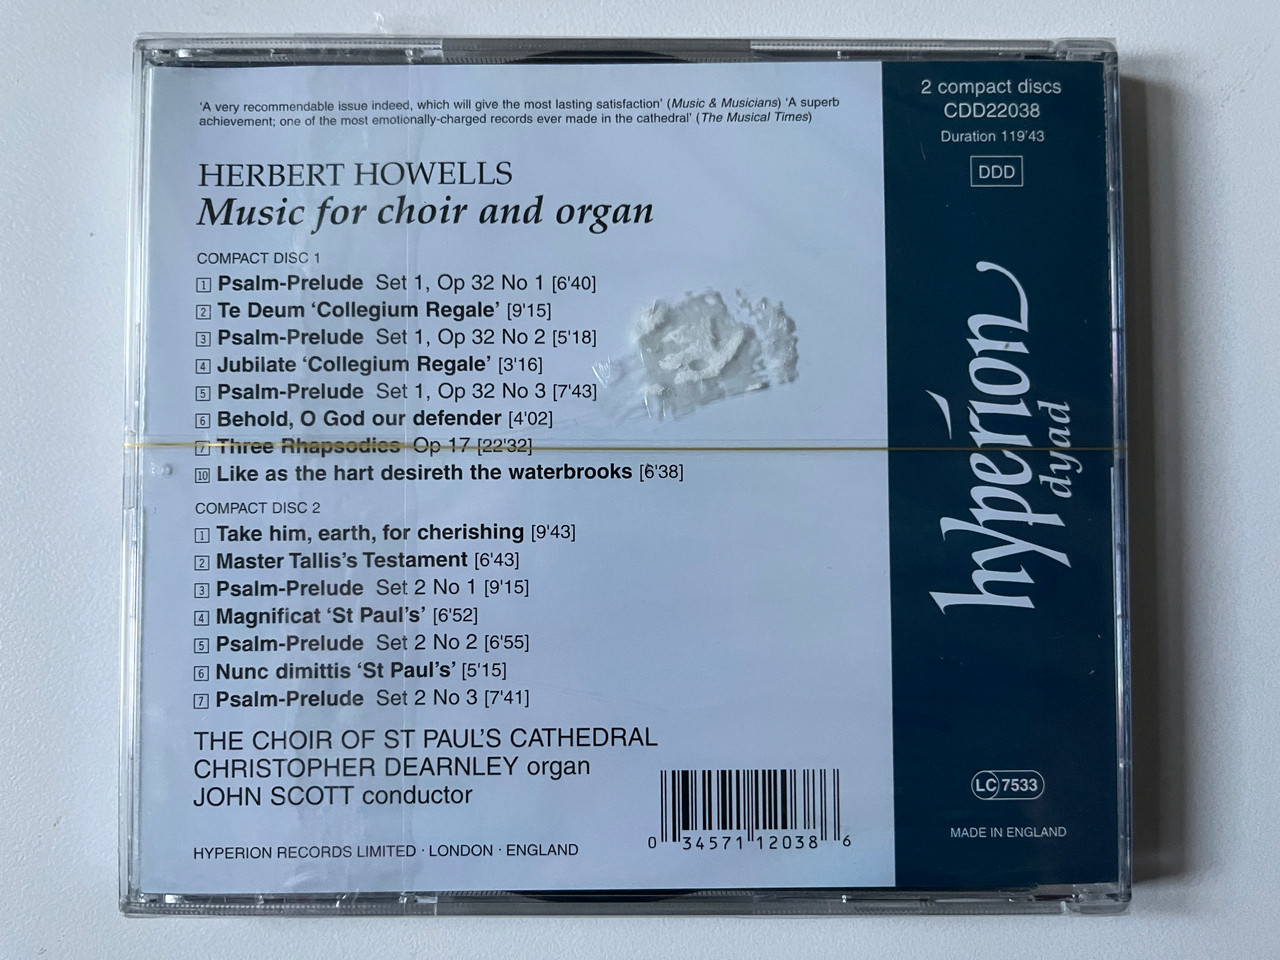 ‘A very recommendable issue indeed, which will give the most lasting satisfaction’ (Music & Musicians) ‘A superb
achievement; one of the most emotionally-charged records ever made in the cathedral’ (The Musical Times)
HERBERT HOWELLS
Music for choir and organ
COMPACT DISC 1
1 Psalm-Prelude Set 1, Op 32 No 1 [6'40]
2 Te Deum ‘Collegium Regale’ [9'15]
3 Psalm-Prelude Set 1, Op 32 No 2 [5'18]
4 Jubilate ‘Collegium Regale’ [3'16]
5 Psalm-Prelude Set 1, Op 32 No 3 [7'43]
6 Behold, O God our defender [4'02]
7 Three Rhapsodies Op 17 [22'32]
10 Like as the hart desireth the waterbrooks [6'38]
COMPACT DISC 2
1 Take him, earth, for cherishing [9'43]
2 Master Tallis's Testament [6'43]
3 Psalm-Prelude Set 2 No 1 [9'15]
4 Magnificat ‘St Paul's’ [6'52]
5 Psalm-Prelude Set 2 No 2 [6'55]
6 Nunc dimittis ‘St Paul's’ [5'15]
7 Psalm-Prelude Set 2 No 3 [7'41]
THE CHOIR OF ST PAUL'S CATHEDRAL
CHRISTOPHER DEARNLEY organ
JOHN SCOTT conductor
HYPERION RECORDS LIMITED · LONDON · ENGLAND
0 34571 12038 6
2 compact discs
CDD22038
Duration 119'43
DDD
hyperion
dyad
LC 7533
MADE IN ENGLAND